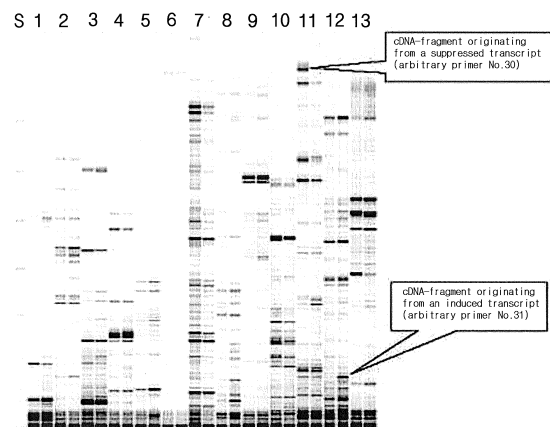 S 1 2 3 4 5 6 7 8 9 10 11 12 13
cDNA-fragment originating
from a suppressed transcript
(arbitrary primer No.30)
cDNA-fragment originating
from an induced transcript
(arbitrary primer No.31)